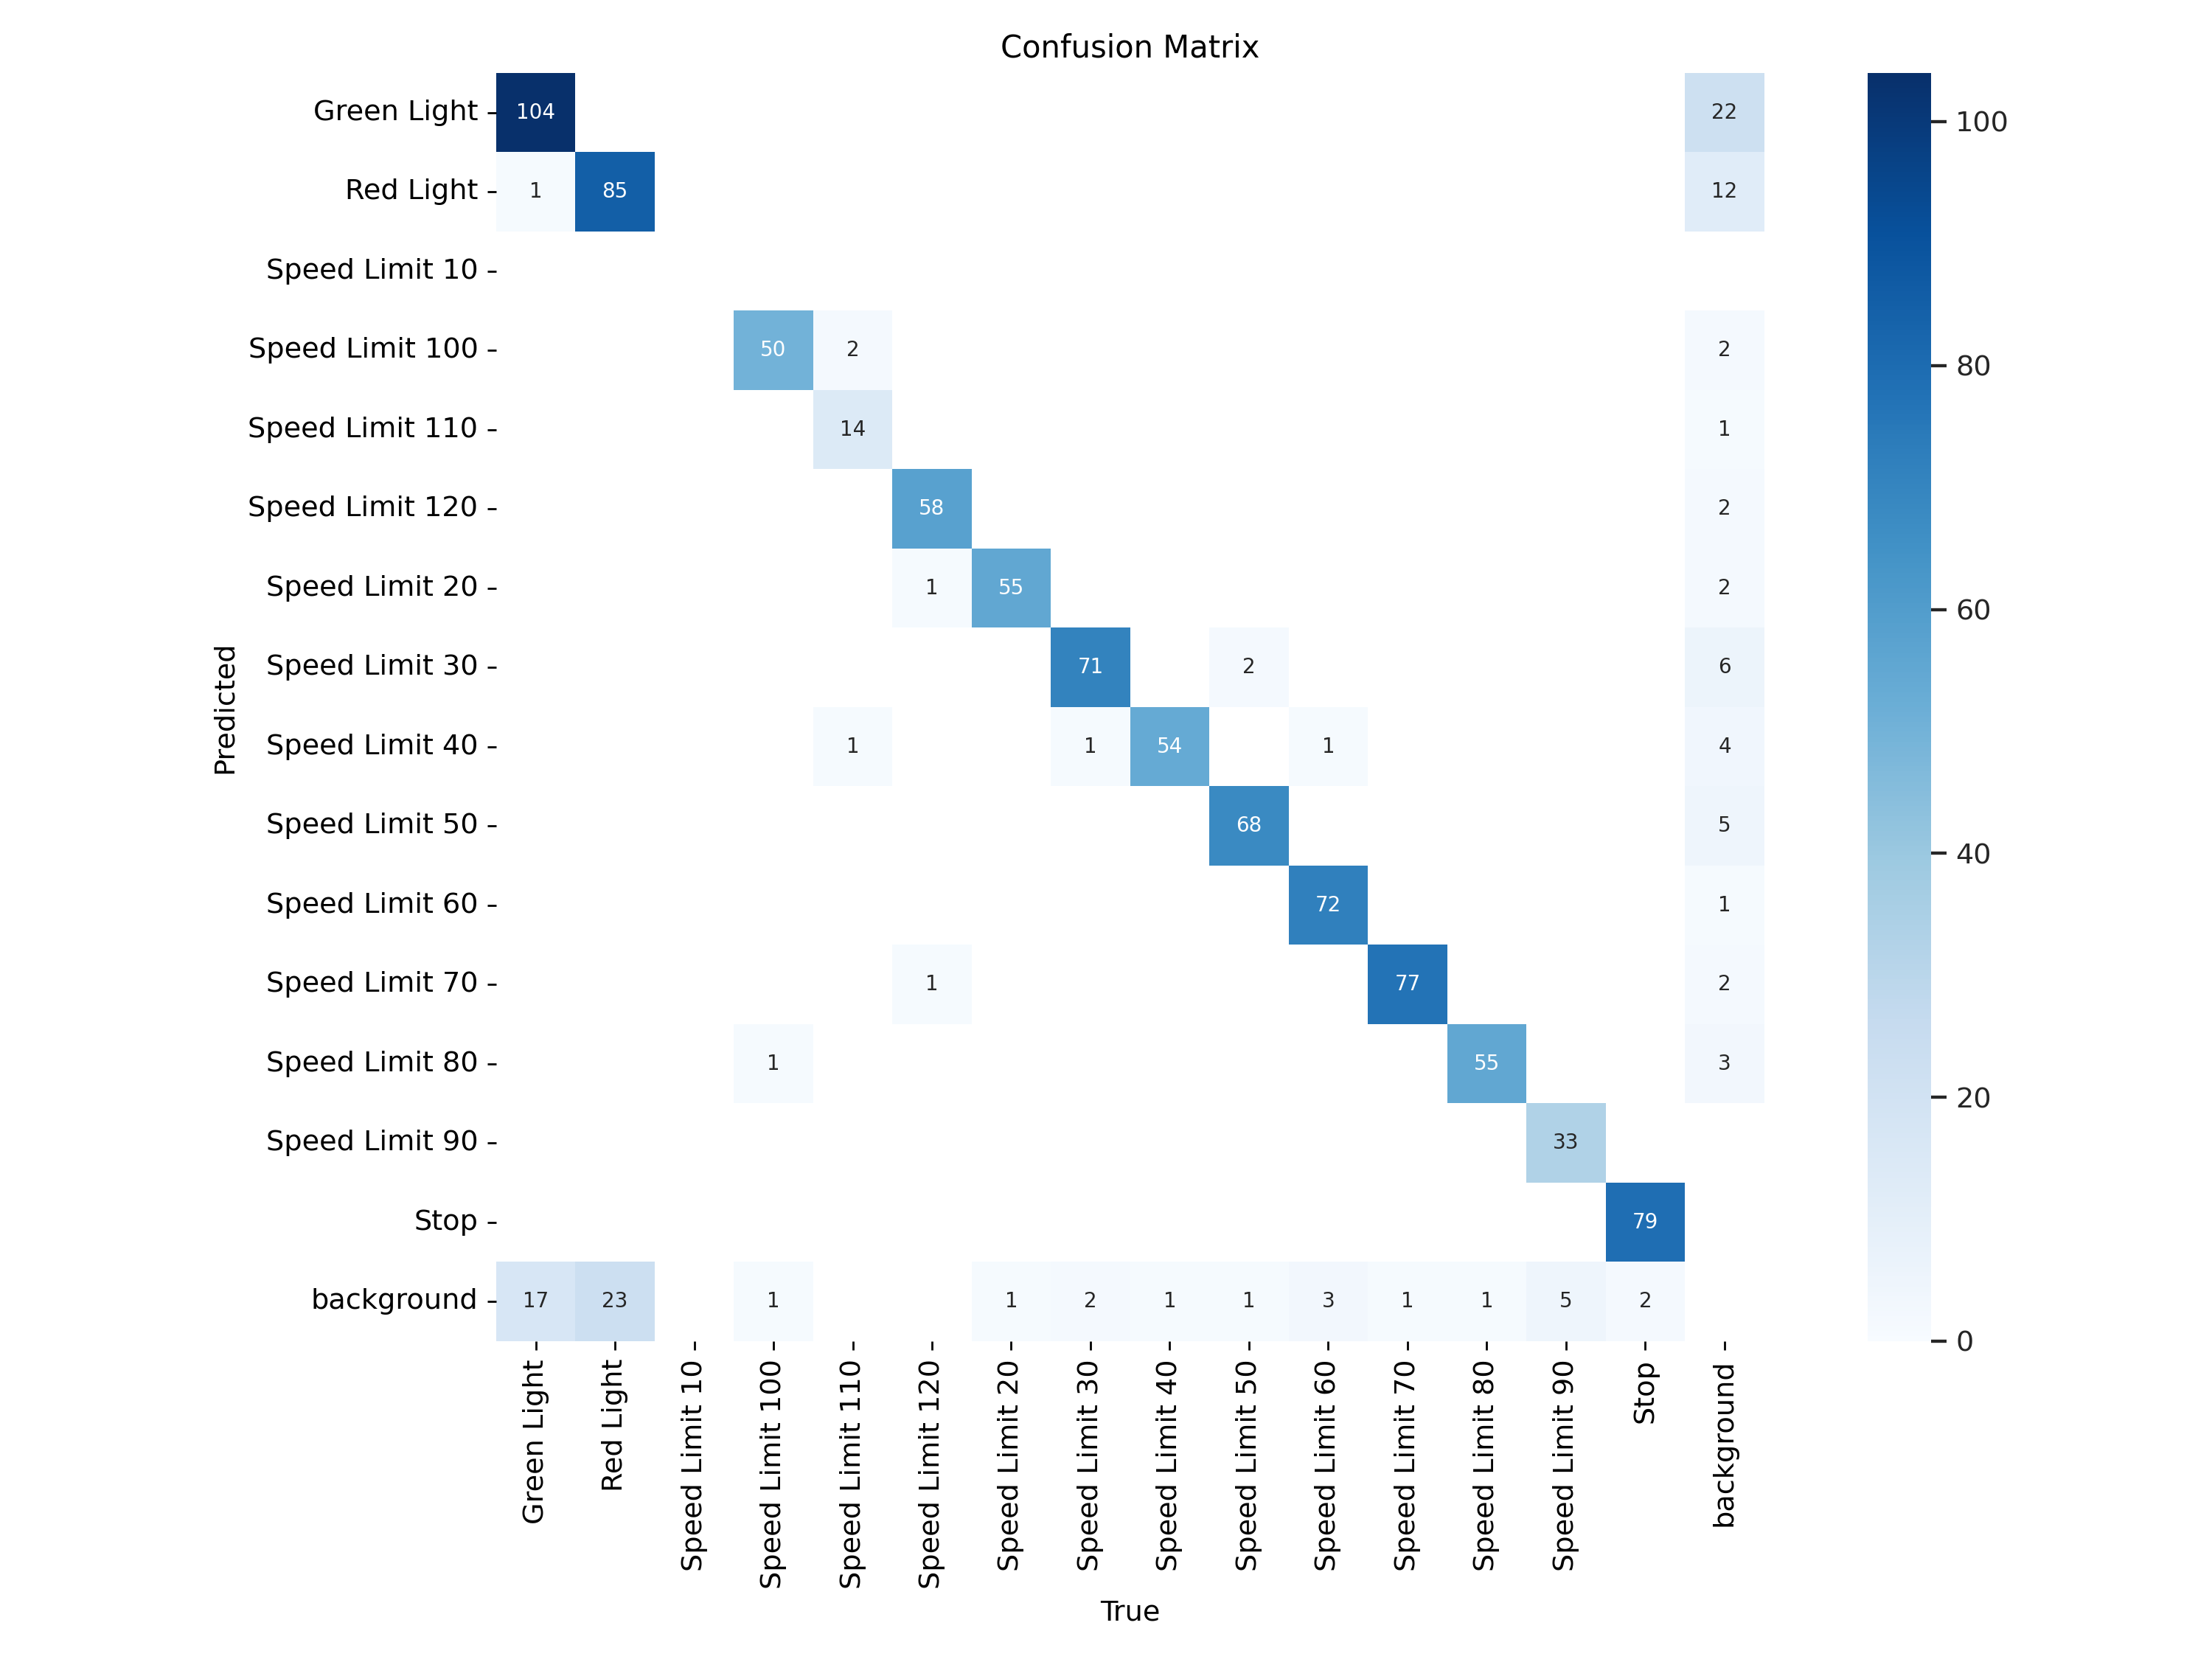 Confusion Matrix
Green Light 104 22
Red Light 1 85 12
Speed Limit 10
Speed Limit 100 50 2 2
Speed Limit 110 14 1
Speed Limit 120 58 2
Speed Limit 20 1 55 2
Speed Limit 30 71 2 6
Speed Limit 40 1 1 54 1 4
Speed Limit 50 68 5
Speed Limit 60 72 1
Speed Limit 70 1 77 2
Speed Limit 80 1 55 3
Speed Limit 90 33
Stop 79
background 17 23 1 1 2 1 1 3 1 1 5 2
Predicted
Green Light
Red Light
Speed Limit 10
Speed Limit 100
Speed Limit 110
Speed Limit 120
Speed Limit 20
Speed Limit 30
Speed Limit 40
Speed Limit 50
Speed Limit 60
Speed Limit 70
Speed Limit 80
Speed Limit 90
Stop
background
True
100
80
60
40
20
0